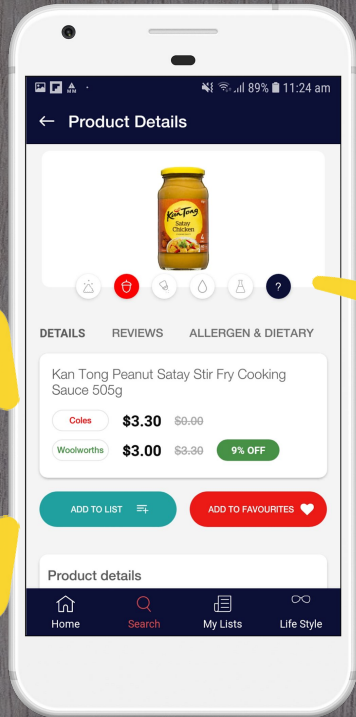 89% 11:24 am
← Product Details
Kan Tong
Satay
Chicken
4
?
DETAILS REVIEWS ALLERGEN & DIETARY
Kan Tong Peanut Satay Stir Fry Cooking
Sauce 505g
Coles $3.30 $0.00
Woolworths $3.00 $3.30 9% OFF
ADD TO LIST ADD TO FAVOURITES
Product details
Home Search My Lists Life Style